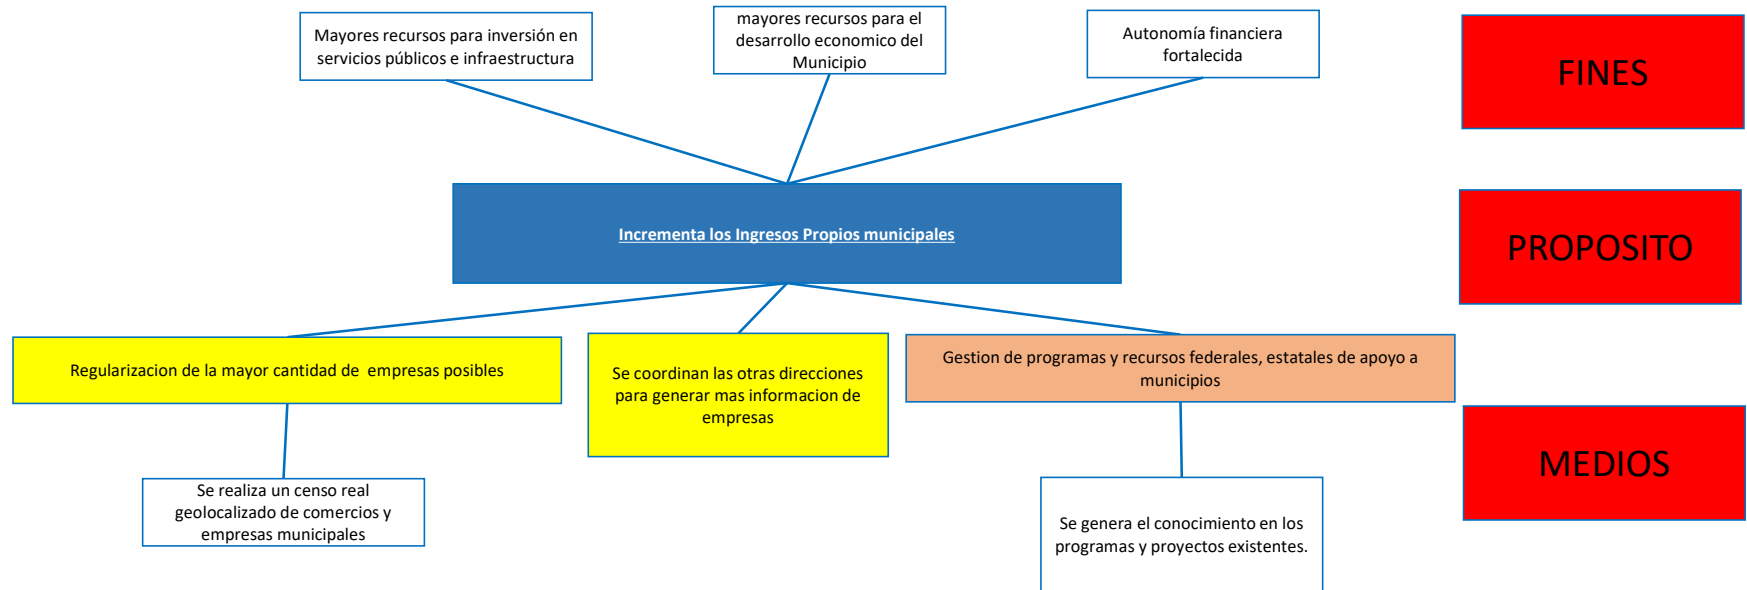 Mayores recursos para inversión en
servicios públicos e infraestructura
mayores recursos para el
desarrollo economico del
Municipio
Autonomía financiera
fortalecida
FINES
Incrementa los Ingresos Propios municipales
PROPOSITO
Regularizacion de la mayor cantidad de empresas posibles
Se coordinan las otras direcciones
para generar mas informacion de
empresas
Gestion de programas y recursos federales, estatales de apoyo a
municipios
MEDIOS
Se realiza un censo real
geolocalizado de comercios y
empresas municipales
Se genera el conocimiento en los
programas y proyectos existentes.